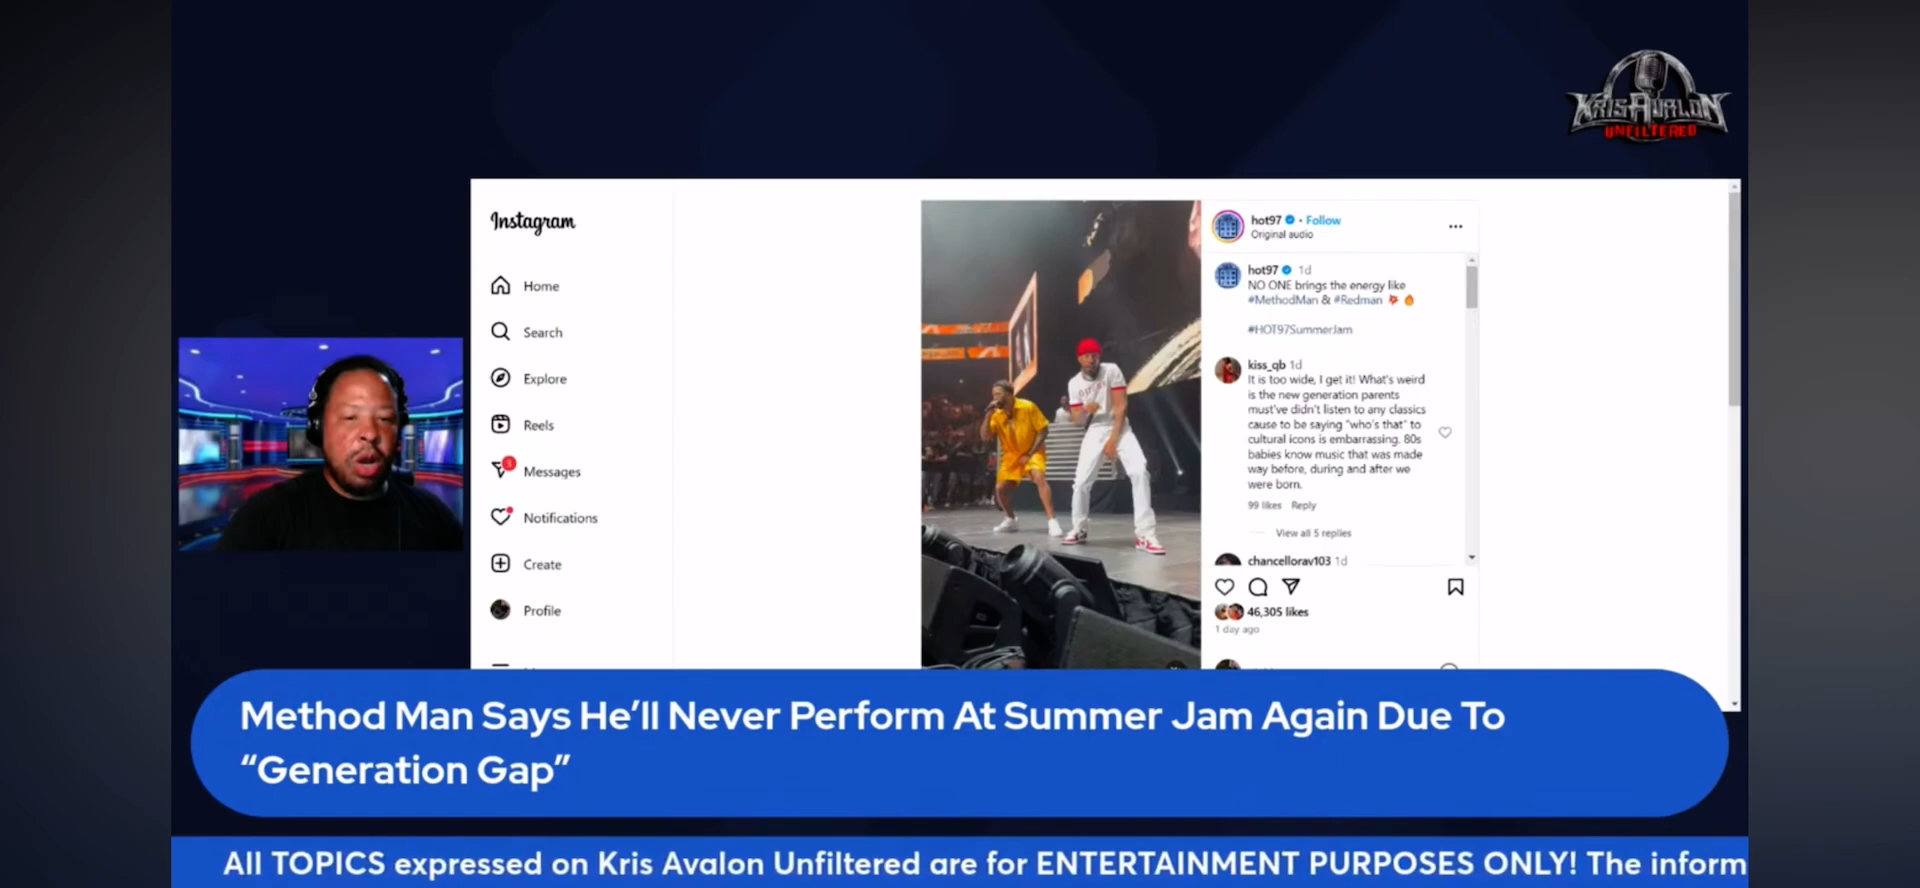 KRIS AVALON
UNFILTERED
Instagram
Home
Search
Explore
Reels
3
Messages
Notifications
Create
Profile
hot97 • Follow
Original audio
hot97 1d
NO ONE brings the energy like
#MethodMan & #Redman 💥 🔥
#HOT97SummerJam
kiss_qb 1d
It is too wide, I get it! What's weird
is the new generation parents
must've didn't listen to any classics
cause to be saying "who's that" to
cultural icons is embarrassing. 80s
babies know music that was made
way before, during and after we
were born.
99 likes Reply
View all 5 replies
chancellorav103 1d
46,305 likes
1 day ago
Method Man Says He'll Never Perform At Summer Jam Again Due To
“Generation Gap”
All TOPICS expressed on Kris Avalon Unfiltered are for ENTERTAINMENT PURPOSES ONLY! The inform